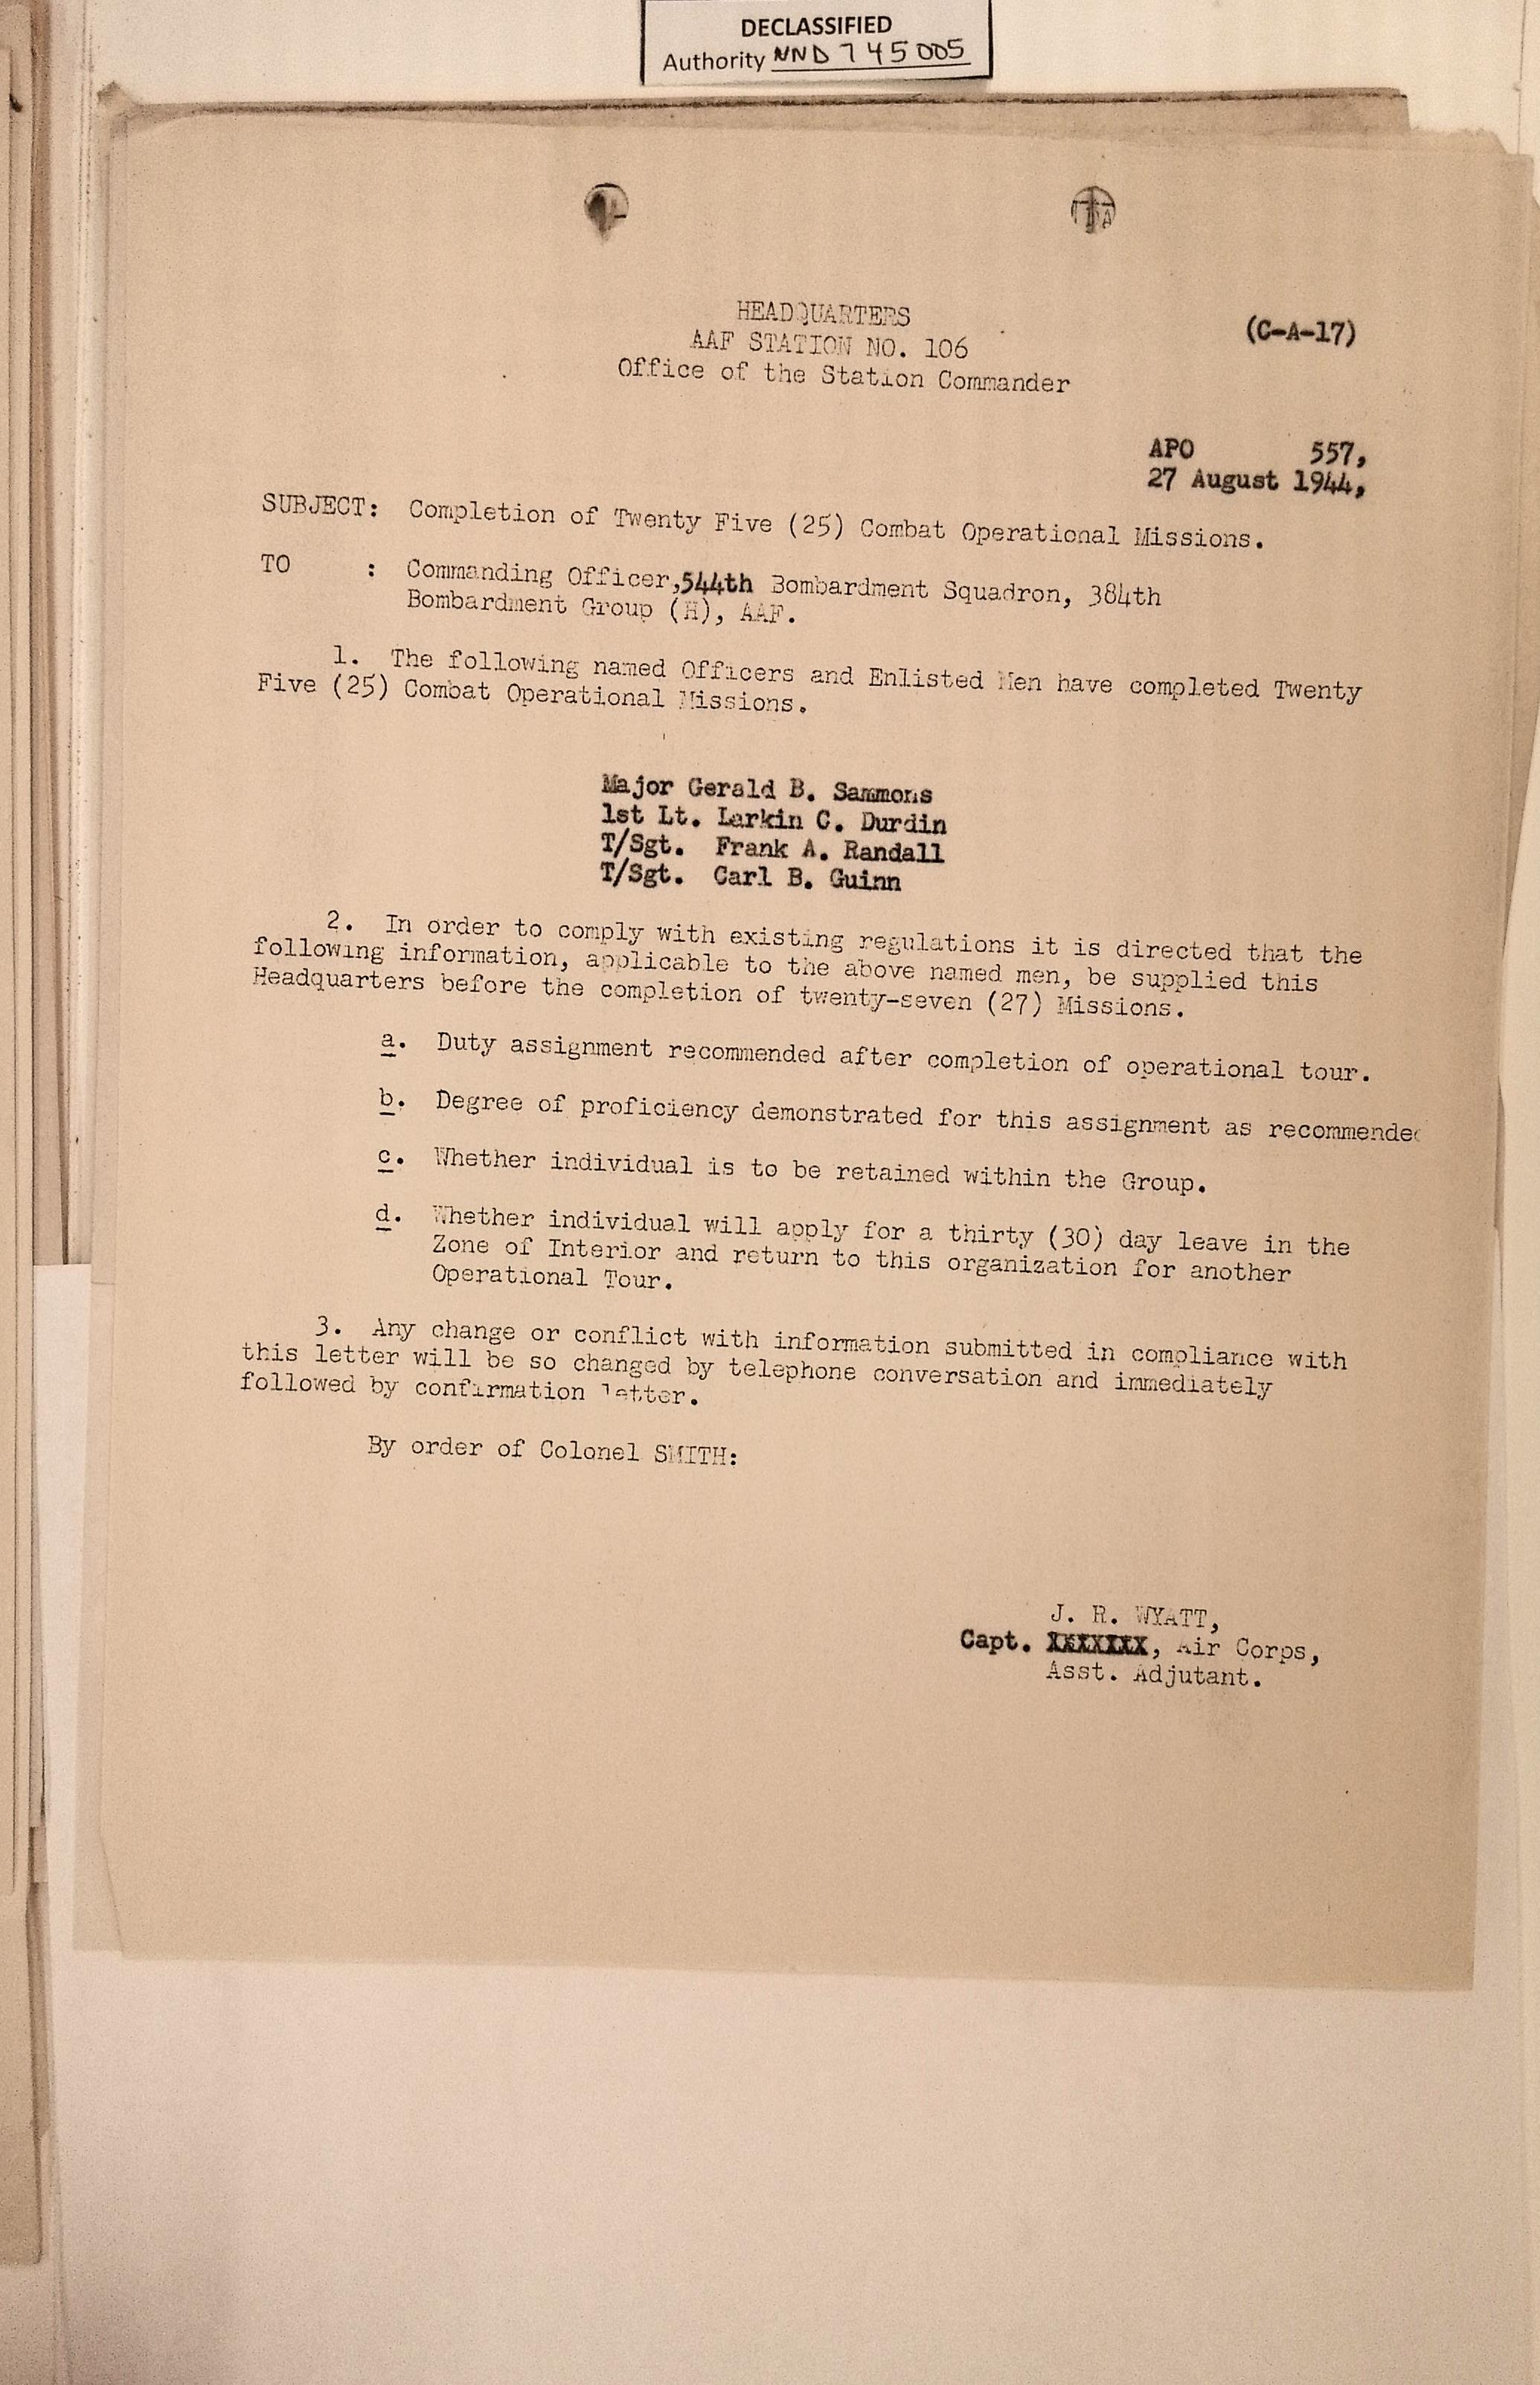 DECLASSIFIED
Authority NND 745005
HEADQUARTERS
(C-A-17)
AAF STATION NO. 106
Office of the Station Commander
APO 557,
27 August 1944,
SUBJECT: Completion of Twenty Five (25) Combat Operational Missions.
TO : Commanding Officer,544th Bombardment Squadron, 384th
Bombardment Group (H), AAF.
1. The following named Officers and Enlisted Men have completed Twenty
Five (25) Combat Operational Missions.
Major Gerald B. Sammons
1st Lt. Larkin C. Durdin
T/Sgt. Frank A. Randall
T/Sgt. Carl B. Guinn
2. In order to comply with existing regulations it is directed that the
following information, applicable to the above named men, be supplied this
Headquarters before the completion of twenty-seven (27) Missions.
a. Duty assignment recommended after completion of operational tour.
b. Degree of proficiency demonstrated for this assignment as recommended
c. Whether individual is to be retained within the Group.
d. Whether individual will apply for a thirty (30) day leave in the
Zone of Interior and return to this organization for another
Operational Tour.
3. Any change or conflict with information submitted in compliance with
this letter will be so changed by telephone conversation and immediately
followed by confirmation letter.
By order of Colonel SMITH:
J. R. WYATT,
Capt. XXXXXXX, Air Corps,
Asst. Adjutant.